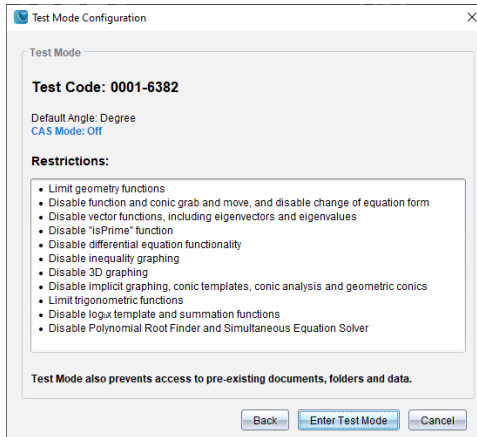 Test Mode Configuration
Test Mode
Test Code: 0001-6382
Default Angle: Degree
CAS Mode: Off
Restrictions:
• Limit geometry functions
• Disable function and conic grab and move, and disable change of equation form
• Disable vector functions, including eigenvectors and eigenvalues
• Disable "isPrime" function
• Disable differential equation functionality
• Disable inequality graphing
• Disable 3D graphing
• Disable implicit graphing, conic templates, conic analysis and geometric conics
• Limit trigonometric functions
• Disable logbx template and summation functions
• Disable Polynomial Root Finder and Simultaneous Equation Solver
Test Mode also prevents access to pre-existing documents, folders and data.
Back Enter Test Mode Cancel